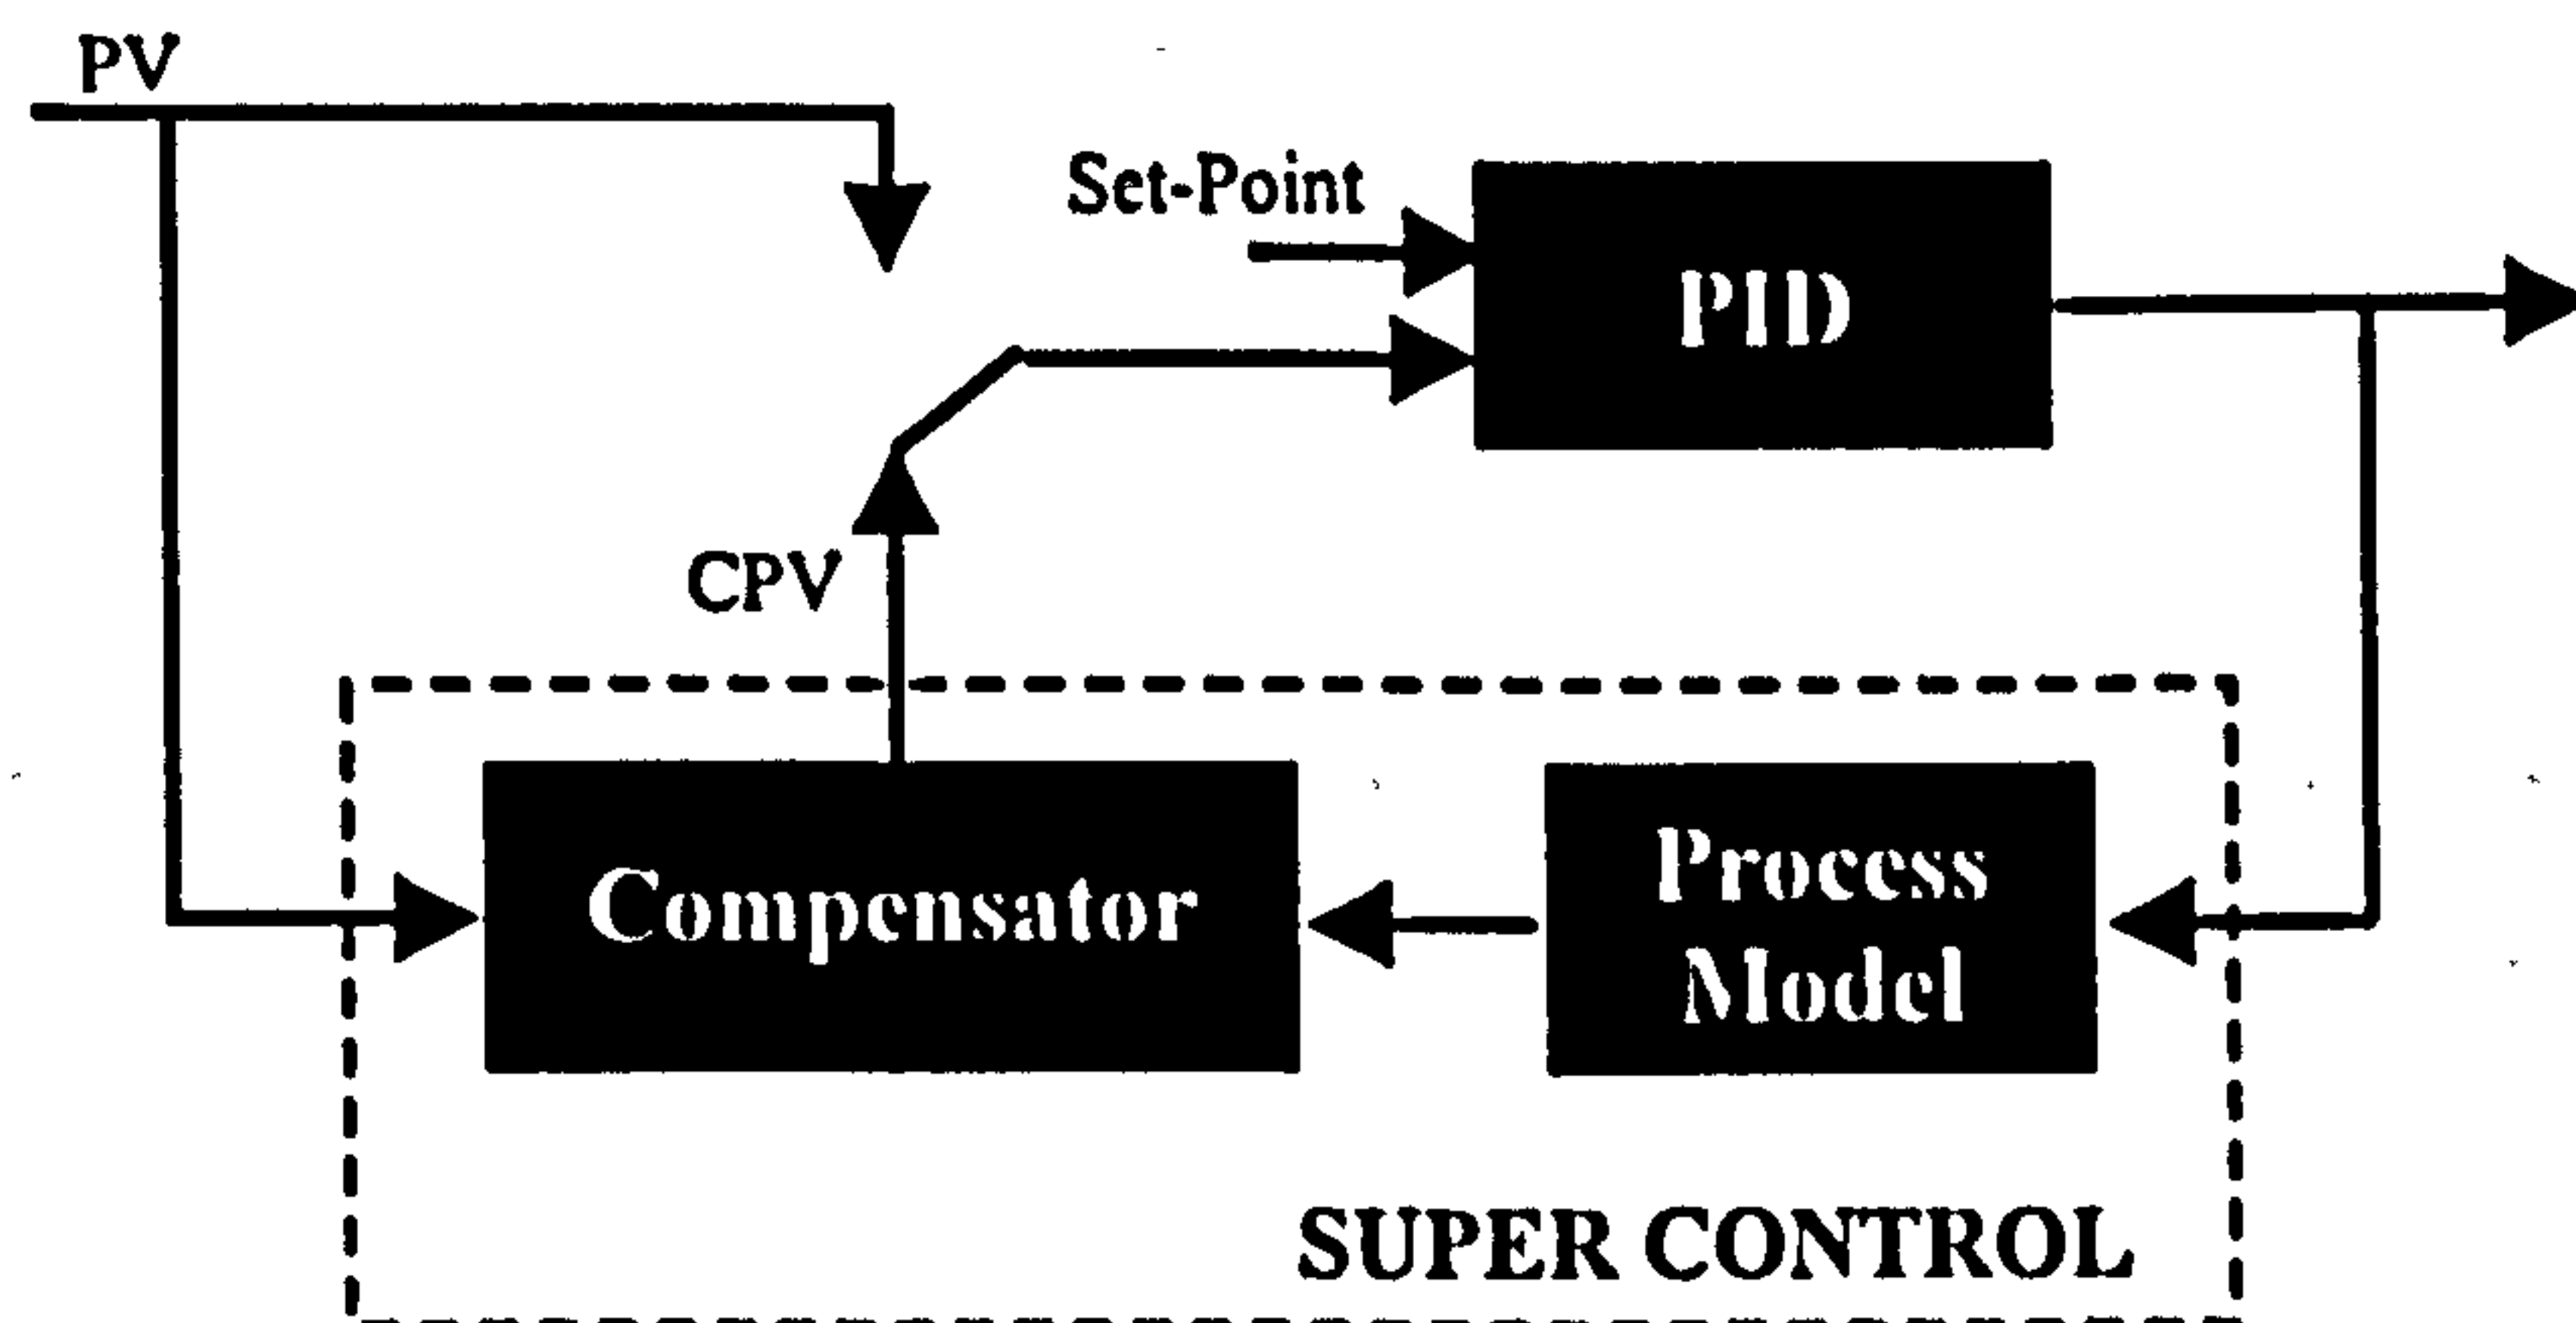 PV
Set-Point
PID
CPV
Compensator
Process
Model
SUPER CONTROL